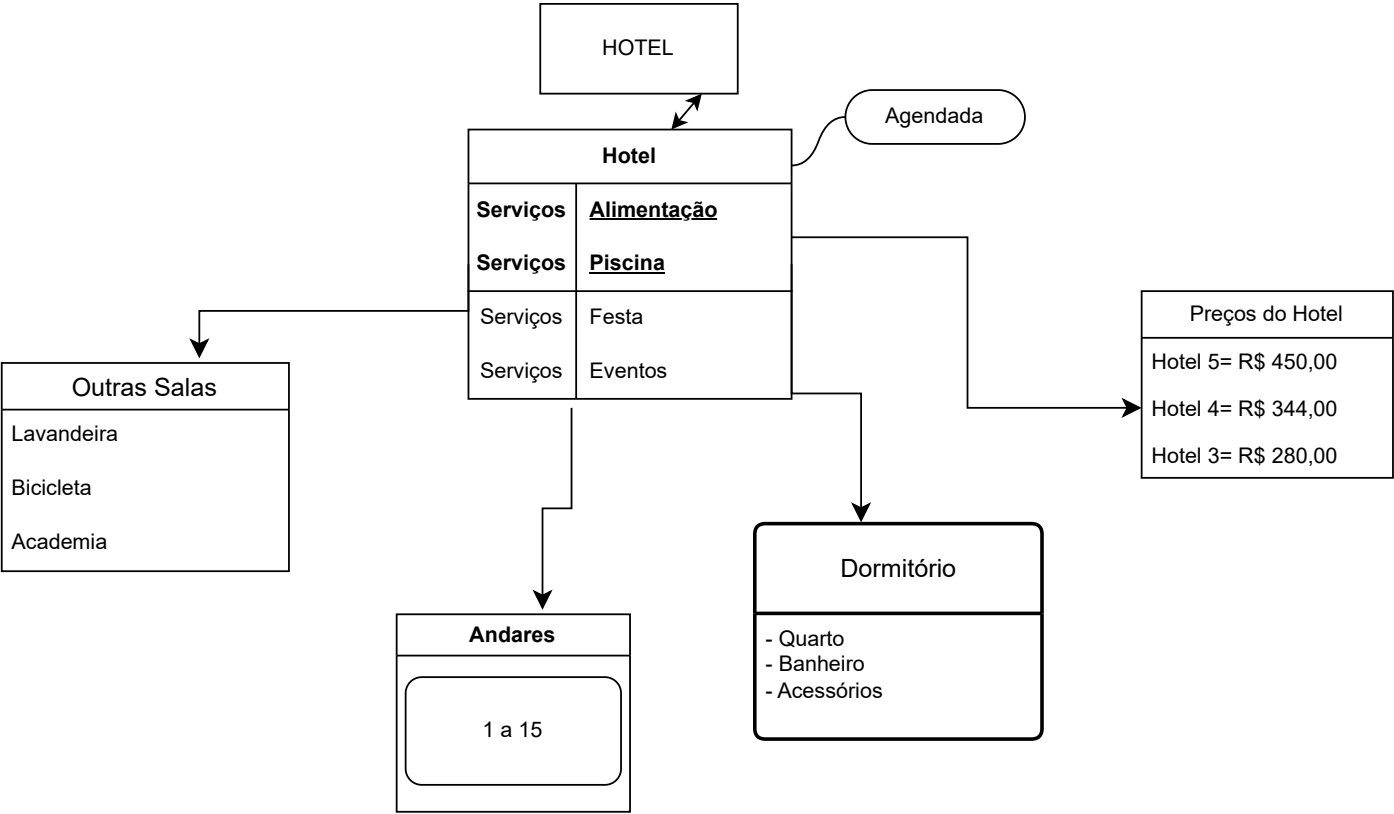 HOTEL
Agendada
Hotel
Serviços Alimentação
Serviços Piscina
Serviços Festa
Serviços Eventos
Preços do Hotel
Hotel 5= R$ 450,00
Hotel 4= R$ 344,00
Hotel 3= R$ 280,00
Outras Salas
Lavandeira
Bicicleta
Academia
Dormitório
- Quarto
- Banheiro
- Acessórios
Andares
1 a 15